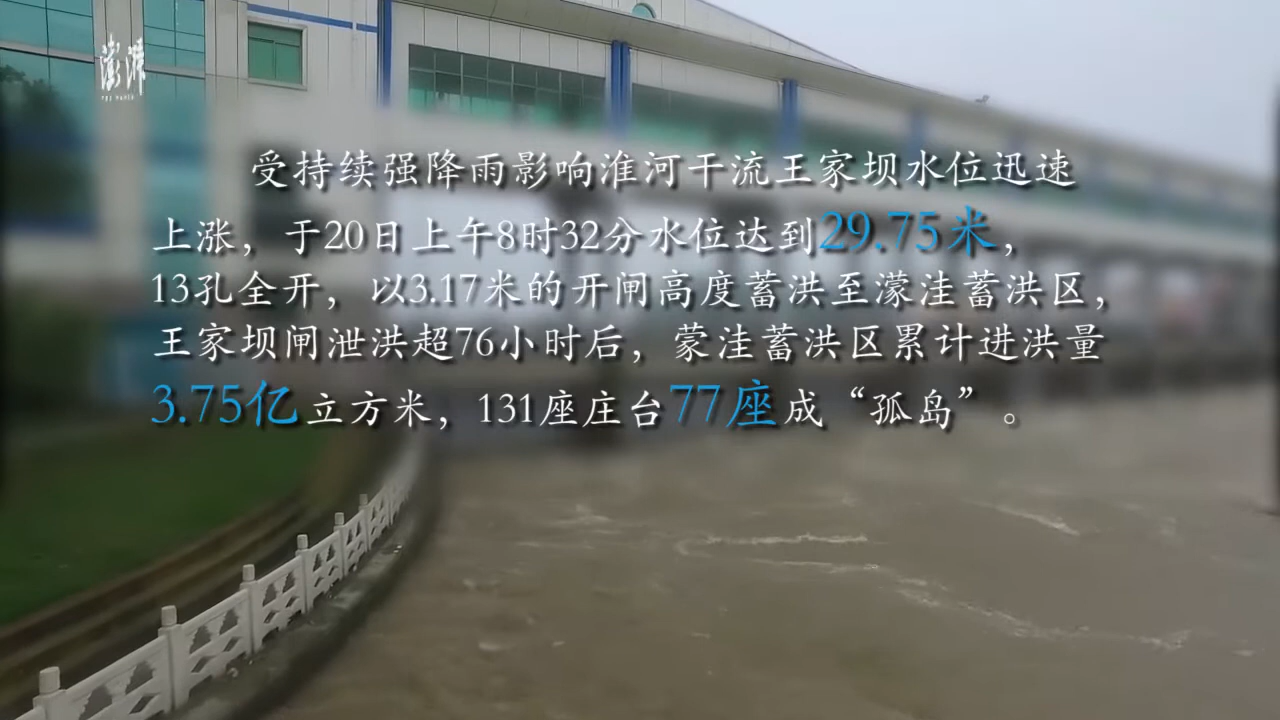 澎湃
受持续强降雨影响淮河干流王家坝水位迅速
上涨，于20日上午8时32分水位达到29.75米，
13孔全开，以3.17米的开闸高度蓄洪至濛洼蓄洪区，
王家坝闸泄洪超76小时后，蒙洼蓄洪区累计进洪量
3.75亿立方米，131座庄台77座成“孤岛”。